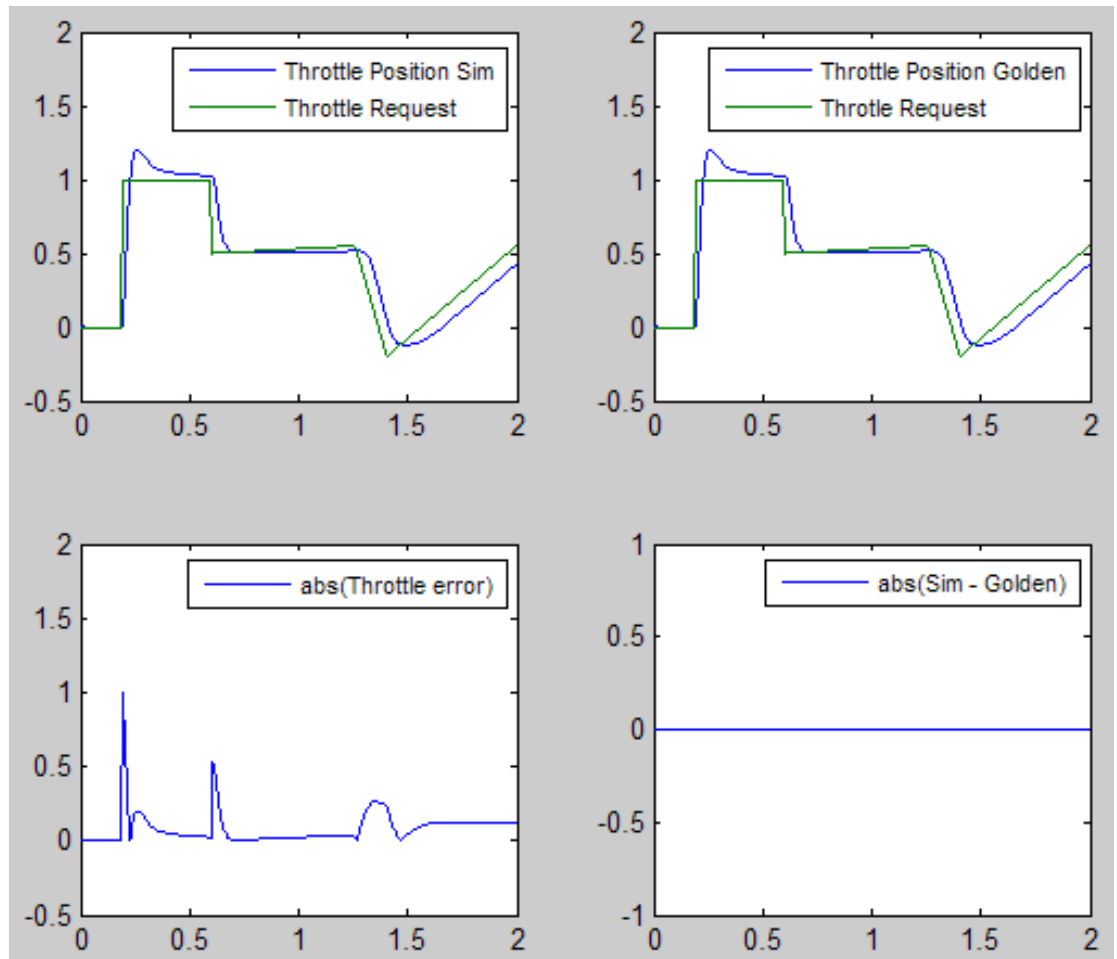 2
1.5
1
0.5
0
-0.5
0 0.5 1 1.5 2
Throttle Position Sim
Throttle Request
2
1.5
1
0.5
0
-0.5
0 0.5 1 1.5 2
Throttle Position Golden
Throtle Request
2
1.5
1
0.5
0
-0.5
0 0.5 1 1.5 2
abs(Throttle error)
1
0.5
0
-0.5
-1
0 0.5 1 1.5 2
abs(Sim - Golden)